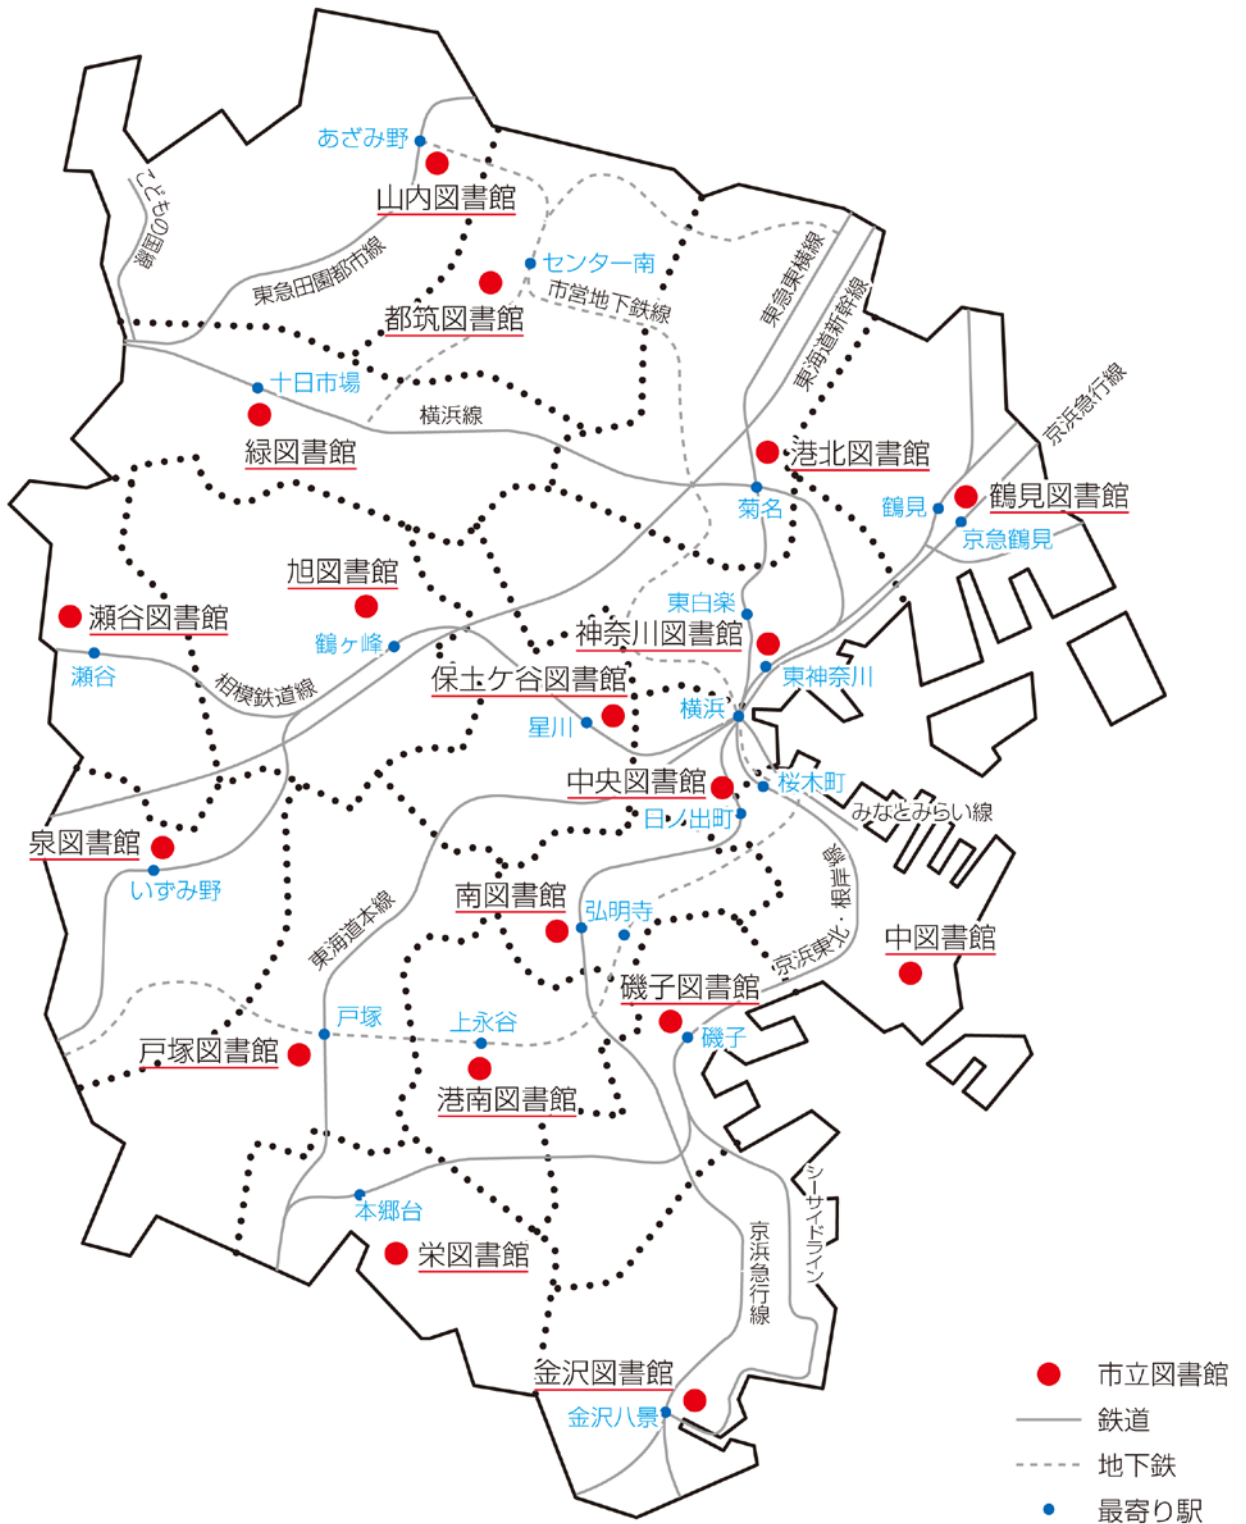 あざみ野
山内図書館
こどもの国線
東急田園都市線
センター南
市営地下鉄線
都筑図書館
東急東横線
東海道新幹線
十日市場
横浜線
緑図書館
京浜急行線
港北図書館
菊名
鶴見
鶴見図書館
京急鶴見
旭図書館
瀬谷図書館
瀬谷
鶴ヶ峰
相模鉄道線
東白楽
神奈川図書館
東神奈川
保土ケ谷図書館
星川
横浜
中央図書館
桜木町
日ノ出町
みなとみらい線
泉図書館
いずみ野
南図書館
弘明寺
東海道本線
京浜東北・根岸線
中図書館
磯子図書館
磯子
戸塚
上永谷
戸塚図書館
港南図書館
本郷台
栄図書館
シーサイドライン
京浜急行線
金沢図書館
金沢八景
市立図書館
鉄道
地下鉄
最寄り駅